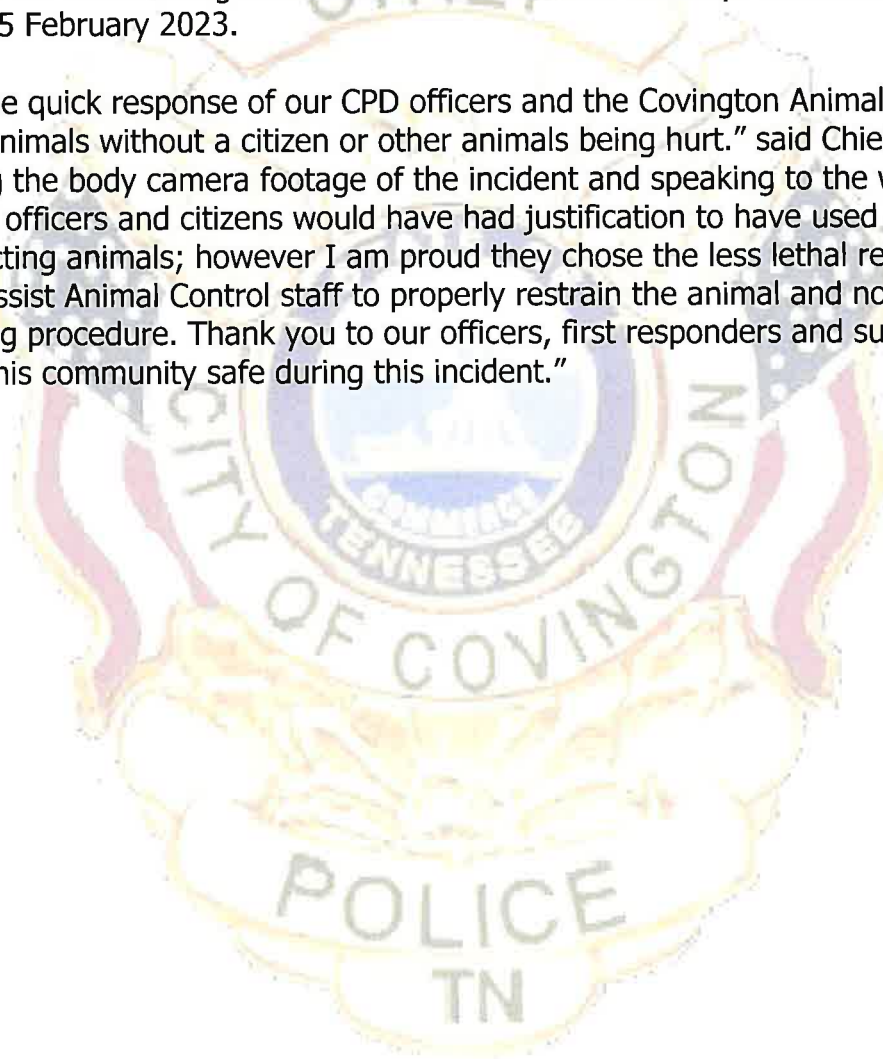 5 February 2023.
e quick response of our CPD officers and the Covington Animal
nimals without a citizen or other animals being hurt." said Chie
the body camera footage of the incident and speaking to the
officers and citizens would have had justification to have used
cting animals; however I am proud they chose the less lethal re
ssist Animal Control staff to properly restrain the animal and no
g procedure. Thank you to our officers, first responders and su
his community safe during this incident."
CITY OF COVINGTON
COMMERCE
TENNESSEE
POLICE
TN